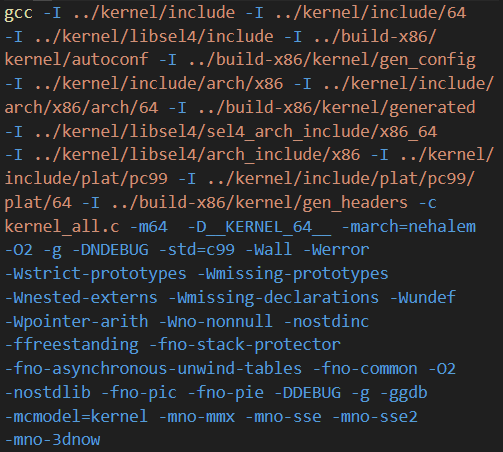 gcc -I ../kernel/include -I ../kernel/include/64
-I ../kernel/libsel4/include -I ../build-x86/
kernel/autoconf -I ../build-x86/kernel/gen_config
-I ../kernel/include/arch/x86 -I ../kernel/include/
arch/x86/arch/64 -I ../build-x86/kernel/generated
-I ../kernel/libsel4/sel4_arch_include/x86_64
-I ../kernel/libsel4/arch_include/x86 -I ../kernel/
include/plat/pc99 -I ../kernel/include/plat/pc99/
plat/64 -I ../build-x86/kernel/gen_headers -c
kernel_all.c -m64  -D__KERNEL_64__ -march=nehalem
-O2 -g -DNDEBUG -std=c99 -Wall -Werror
-Wstrict-prototypes -Wmissing-prototypes
-Wnested-externs -Wmissing-declarations -Wundef
-Wpointer-arith -Wno-nonnull -nostdinc
-ffreestanding -fno-stack-protector
-fno-asynchronous-unwind-tables -fno-common -O2
-nostdlib -fno-pic -fno-pie -DDEBUG -g -ggdb
-mcmodel=kernel -mno-mmx -mno-sse -mno-sse2
-mno-3dnow